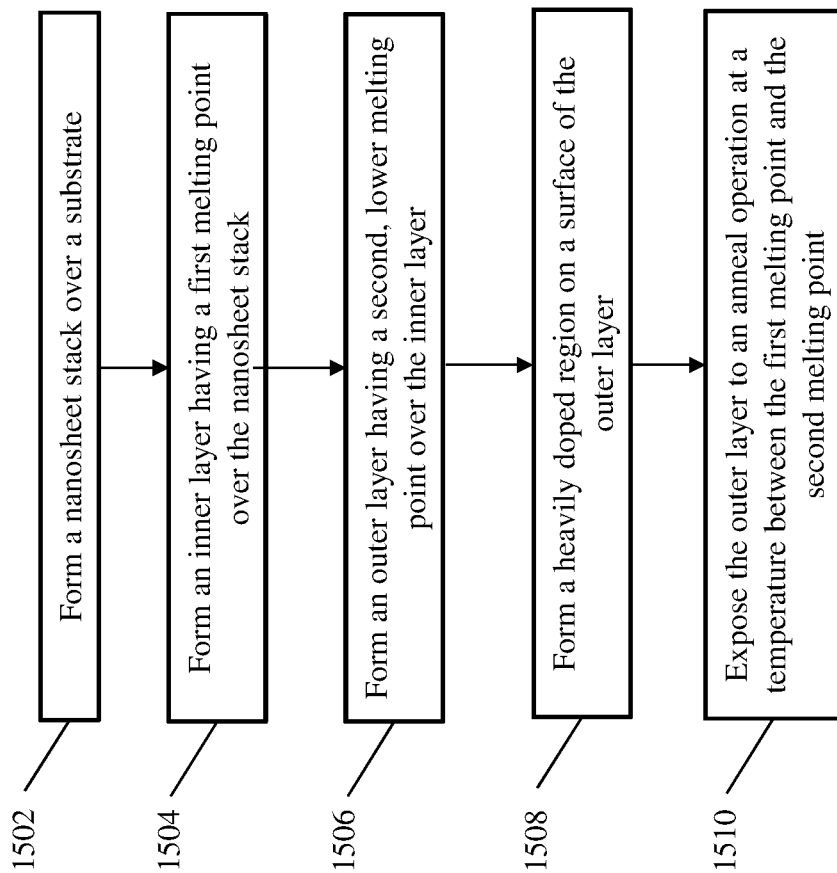 1502
Form a nanosheet stack over a substrate
1504
Form an inner layer having a first melting point
over the nanosheet stack
1506
Form an outer layer having a second, lower melting
point over the inner layer
1508
Form a heavily doped region on a surface of the
outer layer
1510
Expose the outer layer to an anneal operation at a
temperature between the first melting point and the
second melting point